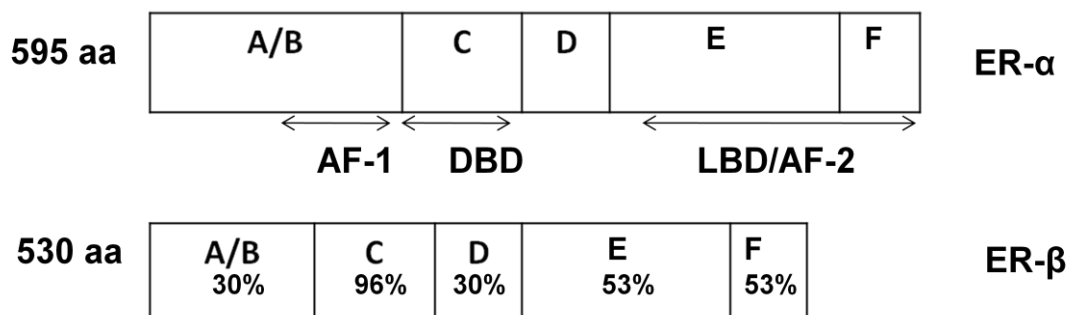 595 aa A/B C D E F ER-α
AF-1 DBD LBD/AF-2
530 aa A/B C D E F ER-β
30% 96% 30% 53% 53%